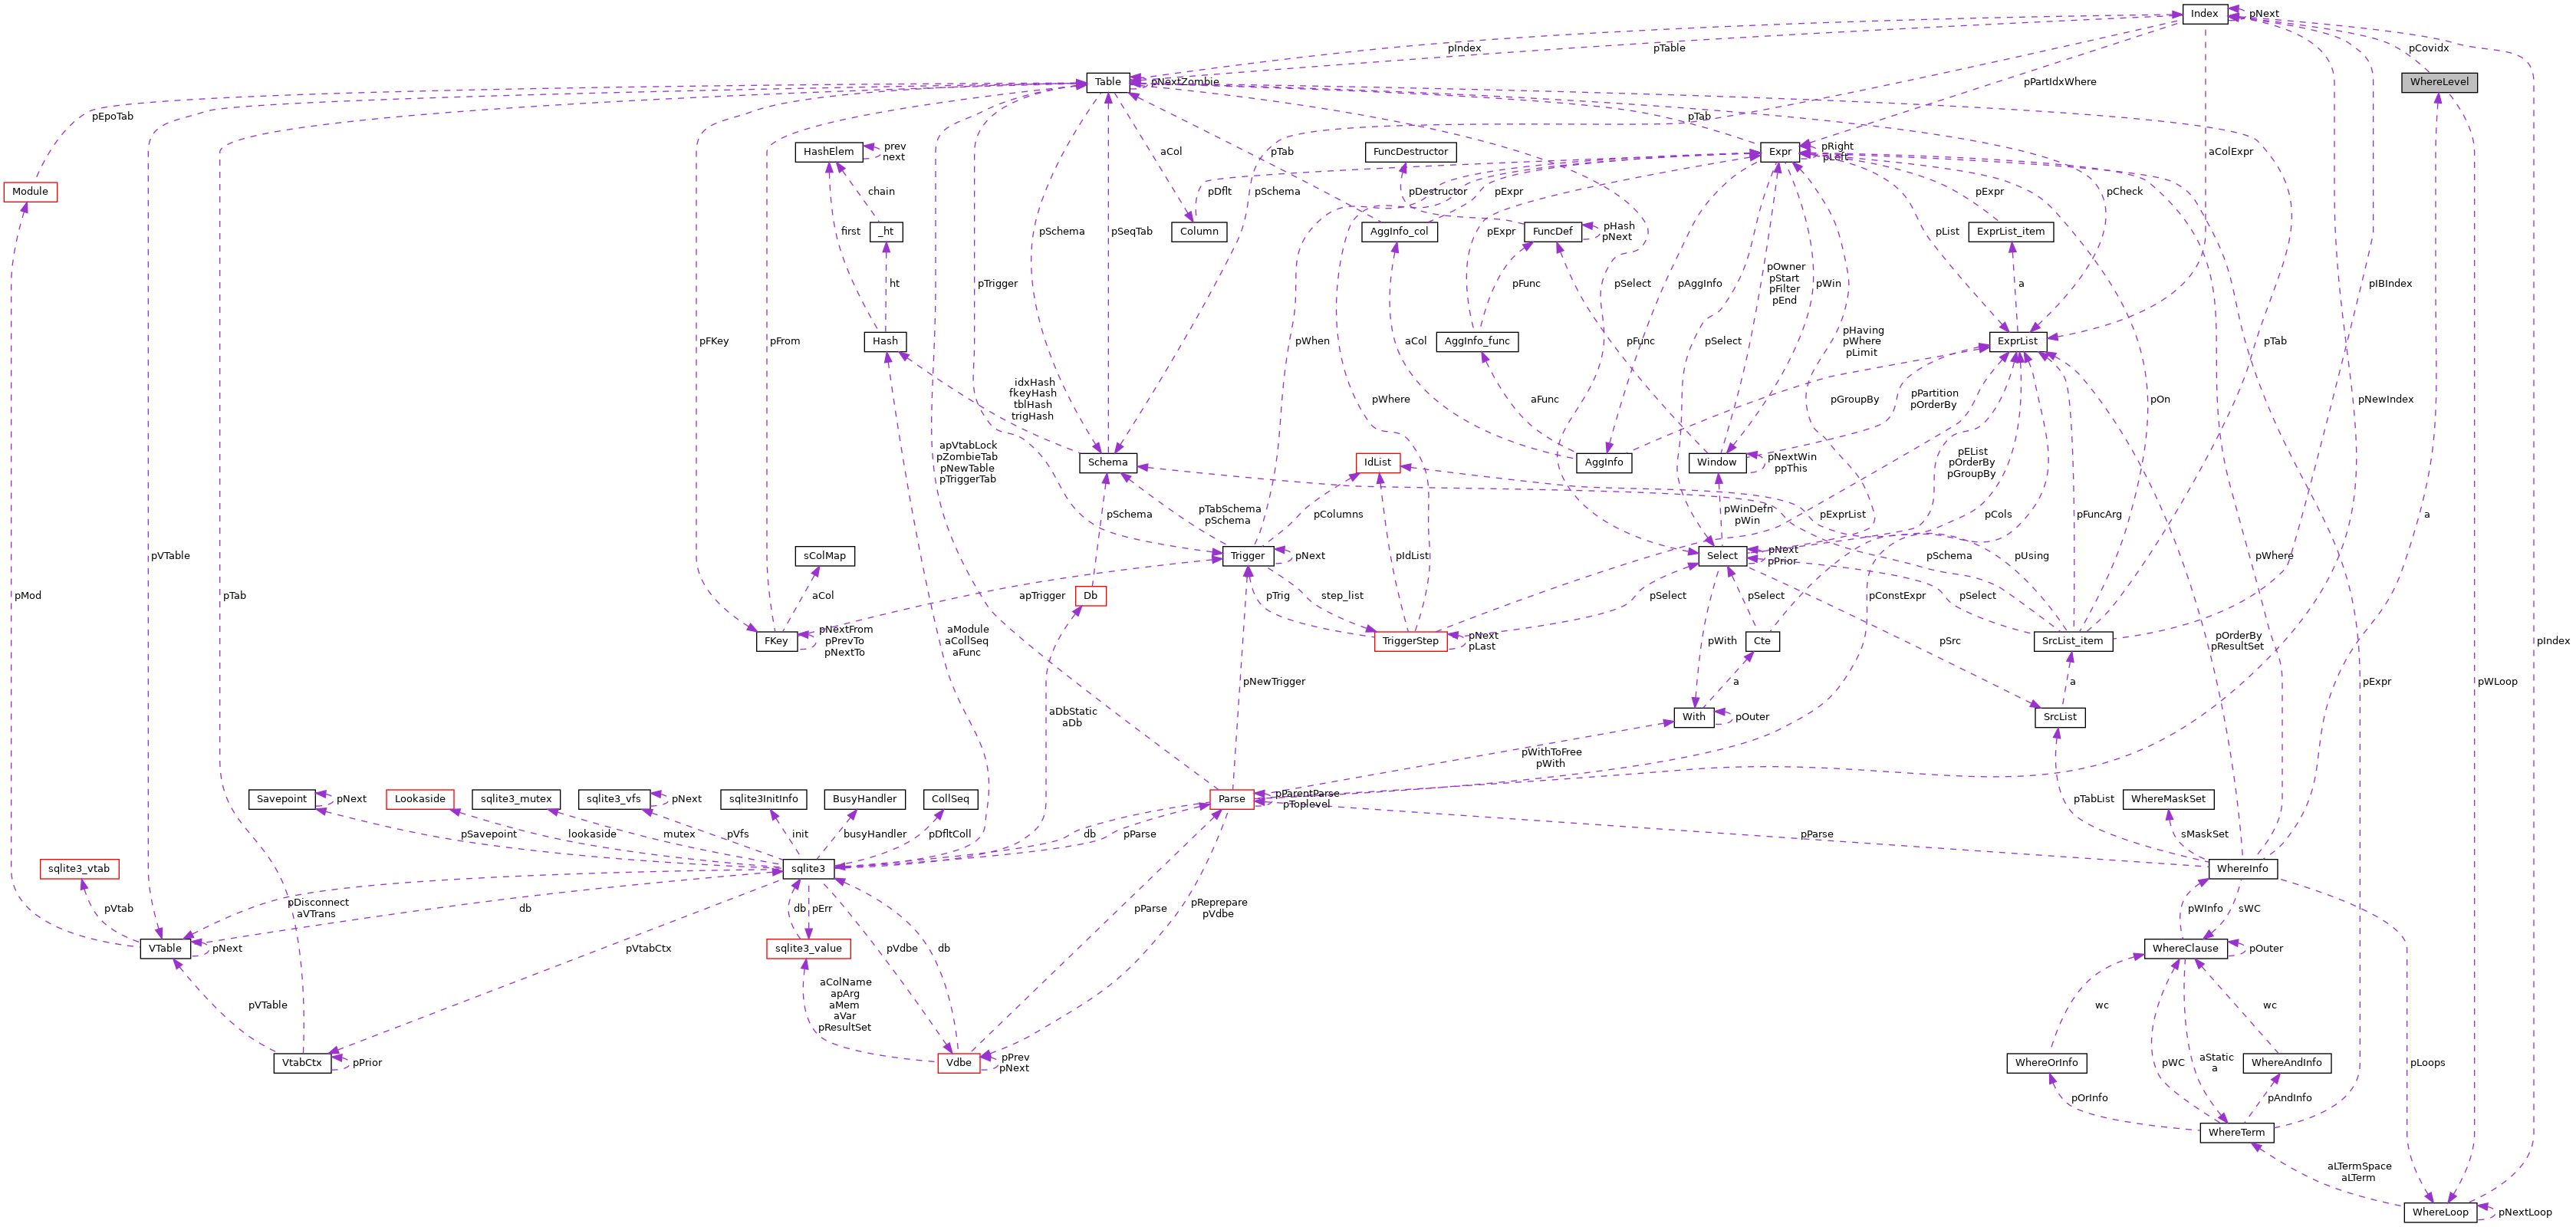 Index
pNext
pIndex
pTable
pCovidx
WhereLevel
Table
pNextZombie
pPartIdxWhere
pEpoTab
pTab
HashElem
prev
next
aCol
pTab
FuncDestructor
Expr
pRight
pLeft
aColExpr
Module
chain
pDflt
pSchema
pDestructor
pExpr
pExpr
pCheck
first
_ht
pSchema
pSeqTab
Column
AggInfo_col
pExpr
FuncDef
pHash
pNext
pList
ExprList_item
ht
pTrigger
pFunc
pSelect
pAggInfo
pOwner
pStart
pFilter
pEnd
pWin
a
pIBIndex
pFKey
pFrom
Hash
pWhen
AggInfo_func
pFunc
pSelect
pHaving
pWhere
pLimit
ExprList
pTab
idxHash
fkeyHash
tblHash
trigHash
aCol
pWhere
aFunc
pGroupBy
pPartition
pOrderBy
pOn
pNewIndex
apVtabLock
pZombieTab
pNewTable
pTriggerTab
Schema
IdList
AggInfo
Window
pNextWin
ppThis
pEList
pOrderBy
pGroupBy
pSchema
pTabSchema
pSchema
pColumns
pWinDefn
pWin
pExprList
pCols
pFuncArg
a
pVTable
sColMap
Trigger
pNext
pIdList
Select
pNext
pPrior
pSchema
pUsing
pWhere
pMod
pTab
aCol
Db
apTrigger
pTrig
step_list
pSelect
pSelect
pConstExpr
pSelect
FKey
pNextFrom
pPrevTo
pNextTo
aModule
aCollSeq
aFunc
TriggerStep
pNext
pLast
pWith
Cte
pSrc
SrcList_item
pOrderBy
pResultSet
pIndex
pNewTrigger
a
a
pExpr
pWLoop
aDbStatic
aDb
With
pOuter
SrcList
pWithToFree
pWith
Savepoint
pNext
Lookaside
sqlite3_mutex
sqlite3_vfs
pNext
sqlite3InitInfo
BusyHandler
CollSeq
Parse
pParentParse
pToplevel
pTabList
WhereMaskSet
pSavepoint
lookaside
mutex
pVfs
init
busyHandler
pDfltColl
db
pParse
pParse
sMaskSet
sqlite3_vtab
sqlite3
WhereInfo
pVtab
pDisconnect
aVTrans
db
db
pErr
pParse
pReprepare
pVdbe
pWInfo
sWC
VTable
pNext
pVtabCtx
sqlite3_value
pVdbe
db
WhereClause
pOuter
pVTable
aColName
apArg
aMem
aVar
pResultSet
wc
wc
VtabCtx
pPrior
Vdbe
pPrev
pNext
WhereOrInfo
pWC
aStatic
a
WhereAndInfo
pLoops
pOrInfo
pAndInfo
WhereTerm
aLTermSpace
aLTerm
WhereLoop
pNextLoop